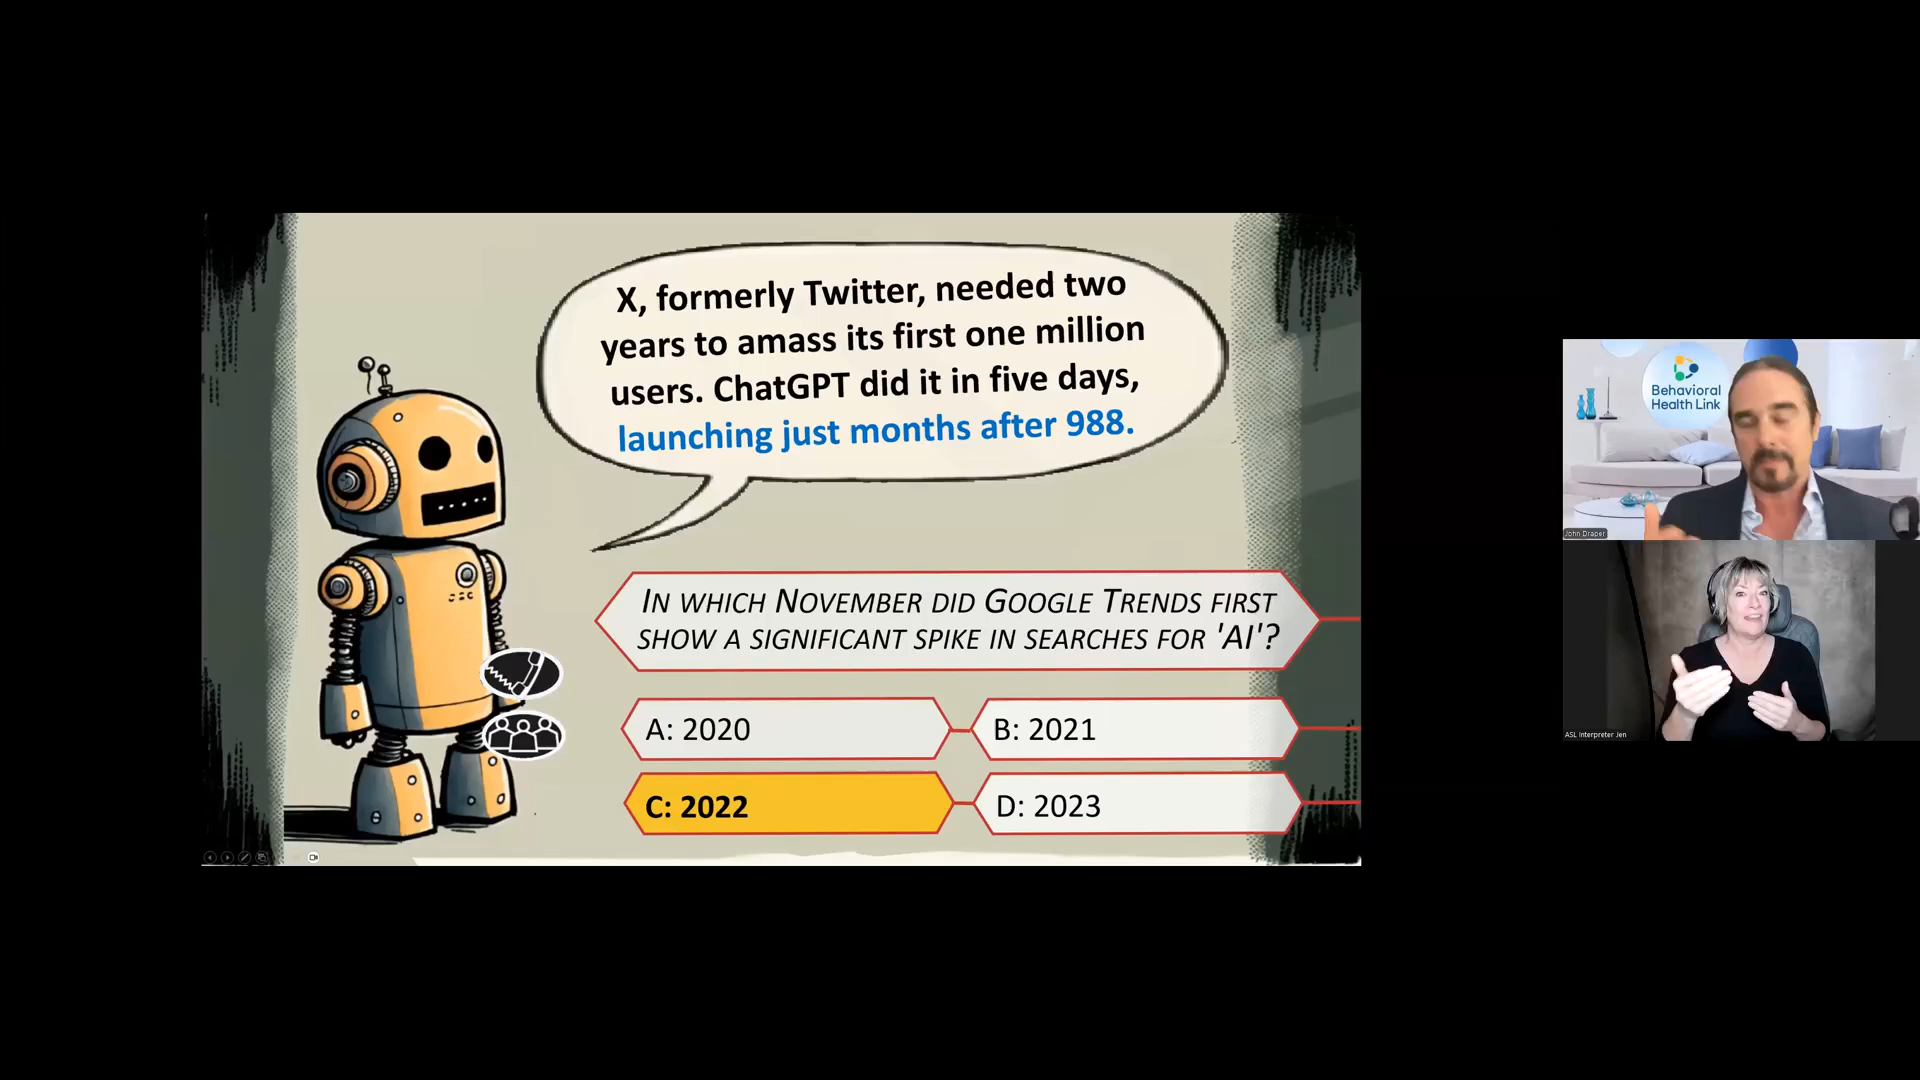 X, formerly Twitter, needed two
years to amass its first one million
users. ChatGPT did it in five days,
launching just months after 988.
IN WHICH NOVEMBER DID GOOGLE TRENDS FIRST
SHOW A SIGNIFICANT SPIKE IN SEARCHES FOR 'AI'?
A: 2020
B: 2021
C: 2022
D: 2023
Behavioral
Health Link
John Draper
ASL Interpreter Jen